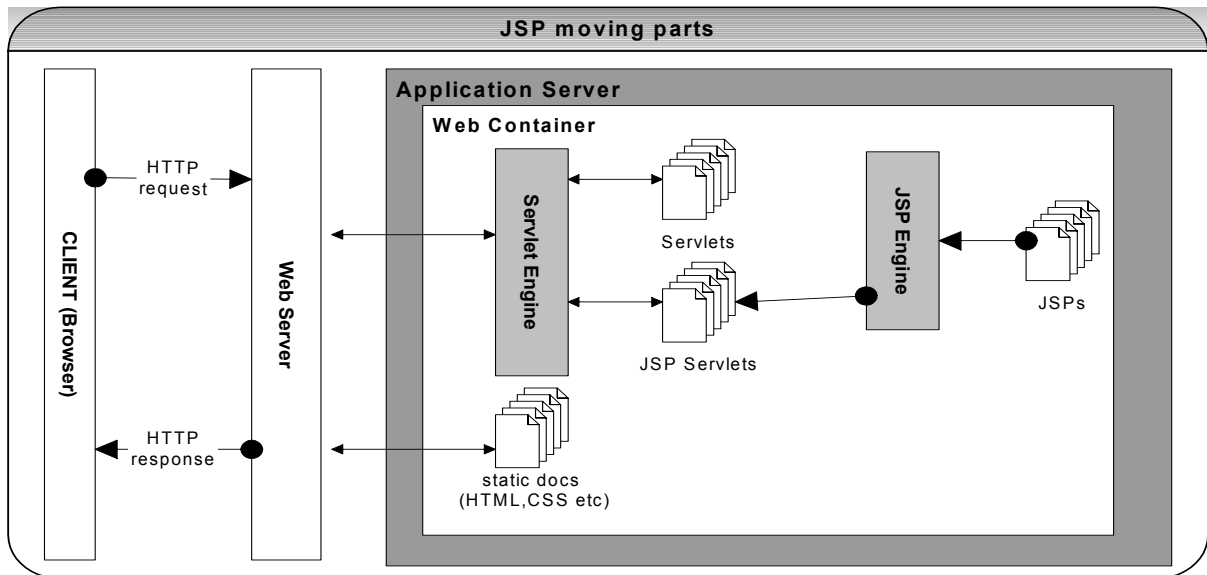 JSP moving parts
Application Server
Web Container
HTTP
request
CLIENT (Browser)
Web Server
Servlet Engine
Servlets
JSP Engine
JSPs
JSP Servlets
HTTP
response
static docs
(HTML,CSS etc)